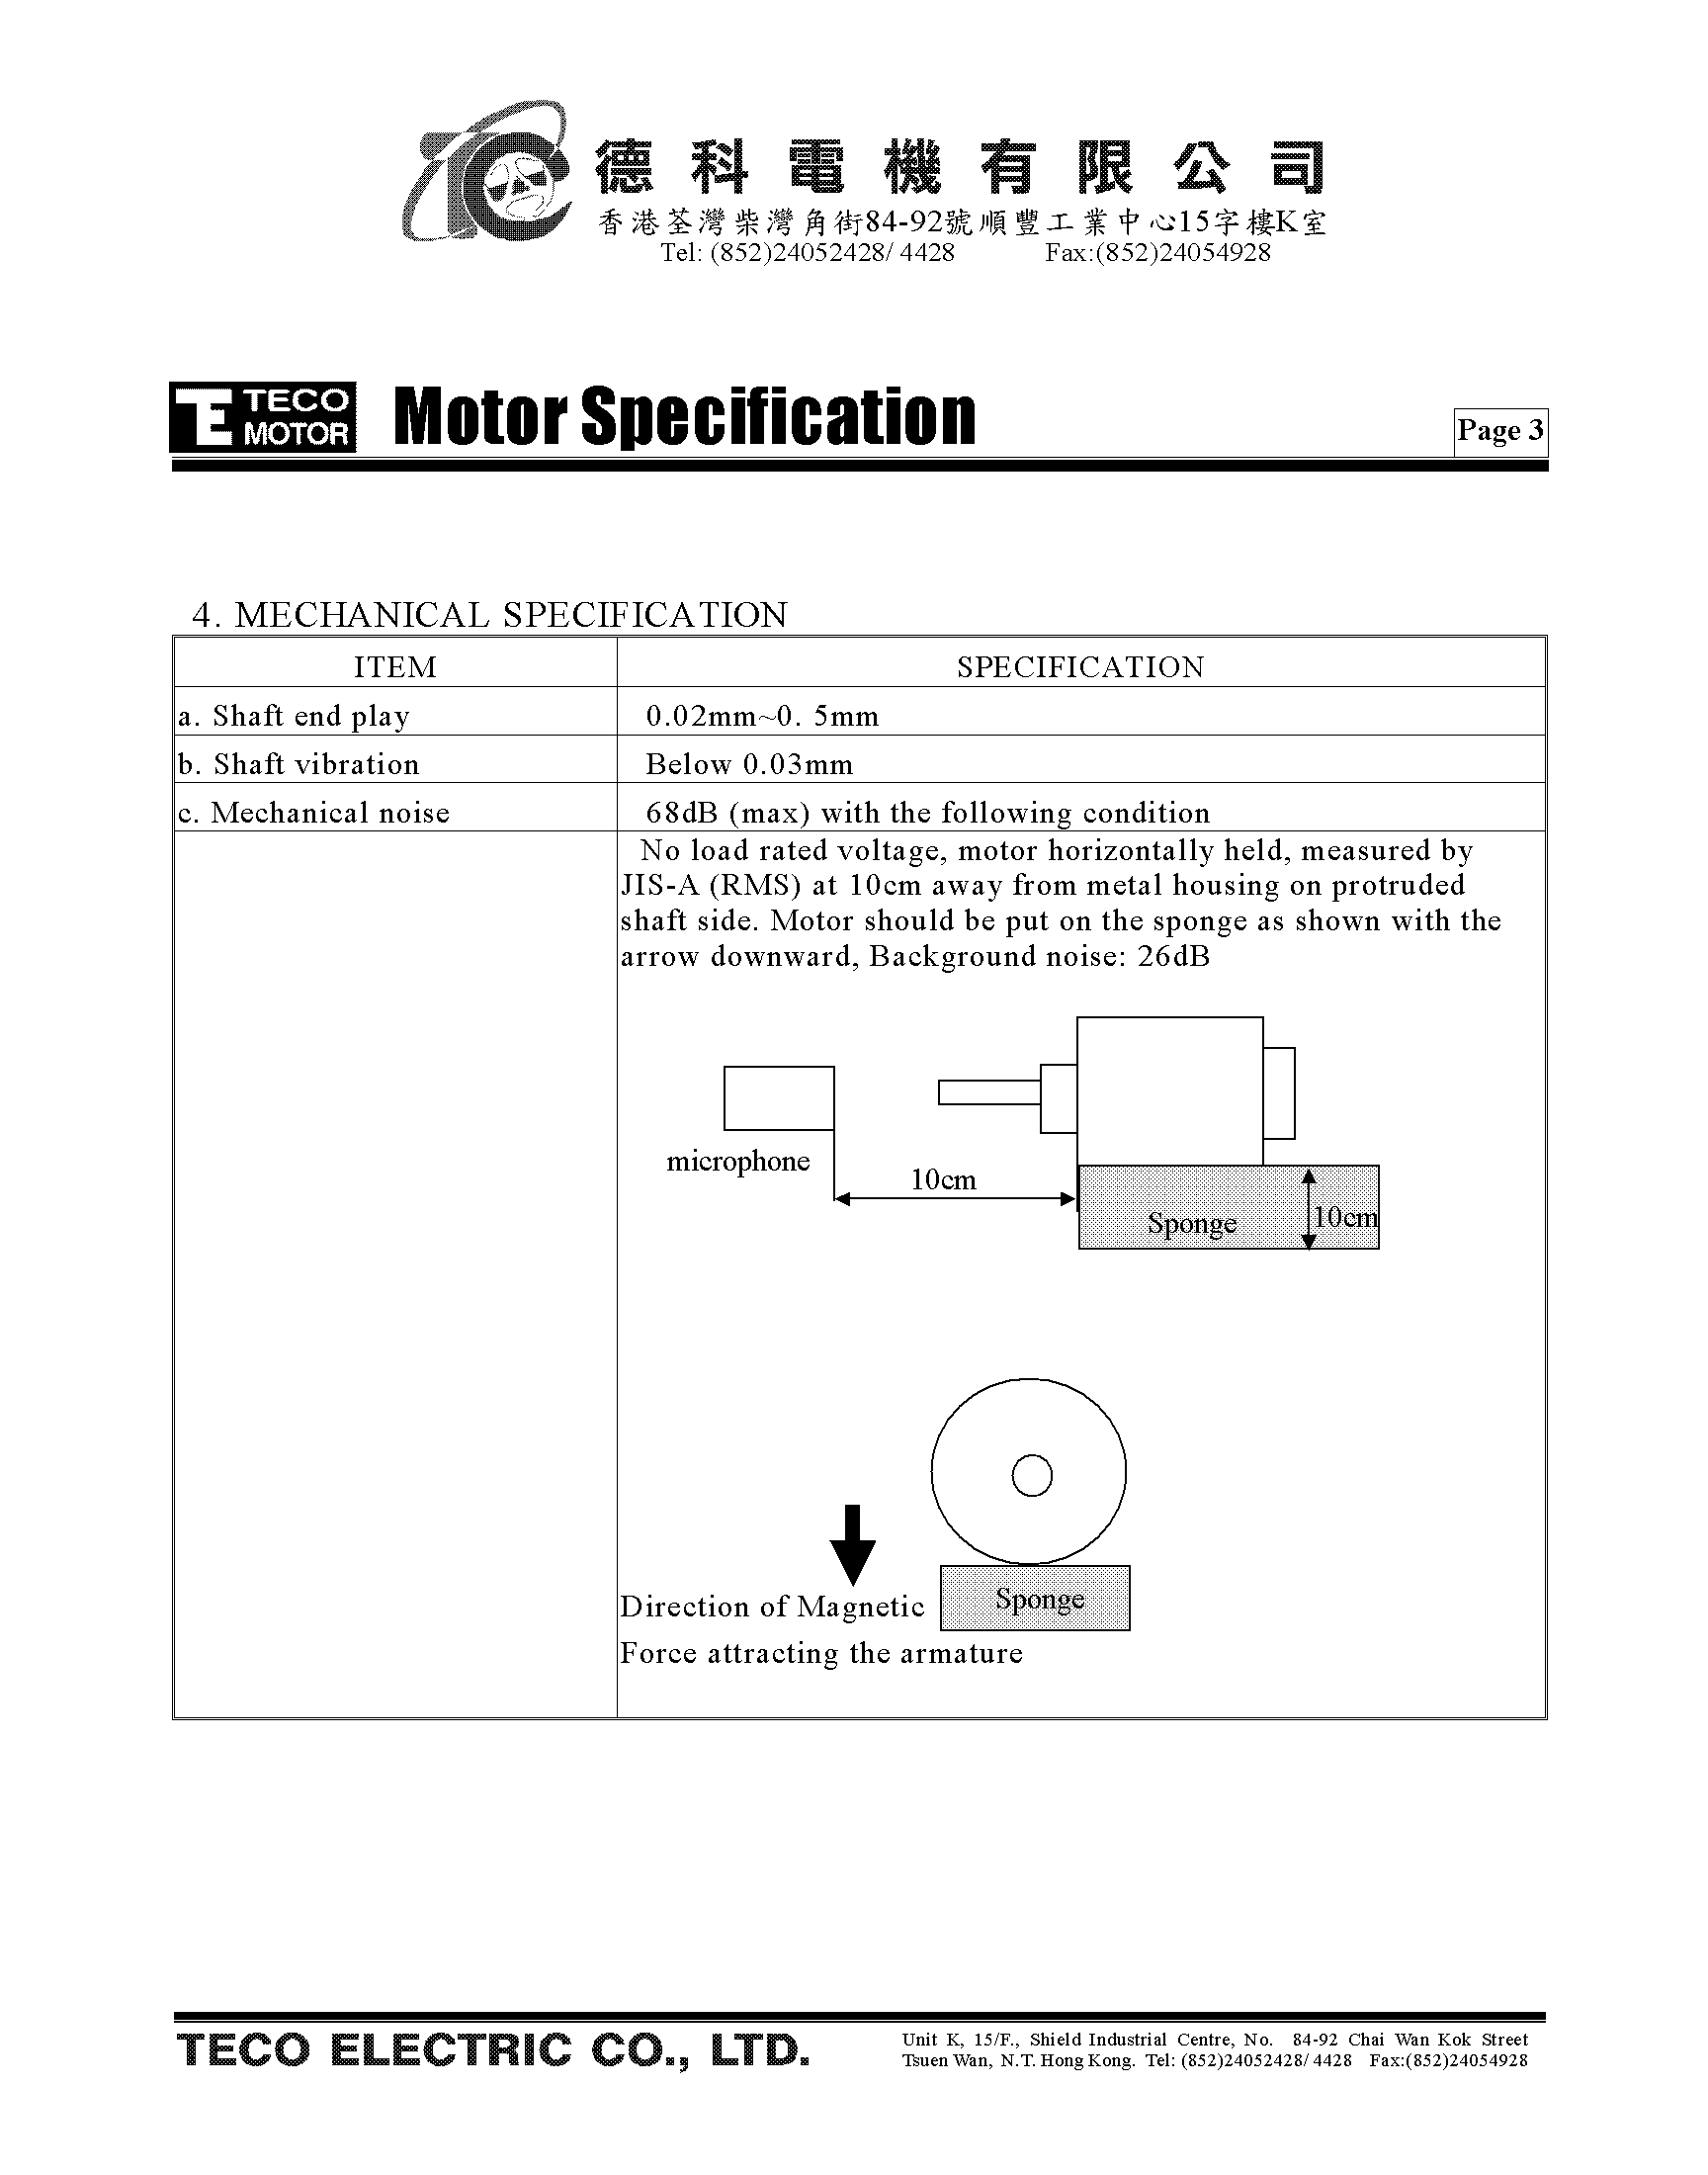 德科電機有限公司
香港荃灣柴灣角街84-92號順豐工業中心15字樓K室
Tel: (852)24052428/ 4428 Fax:(852)24054928
TECO
MOTOR
Motor Specification
Page 3
4. MECHANICAL SPECIFICATION
ITEM SPECIFICATION
a. Shaft end play 0.02mm~0. 5mm
b. Shaft vibration Below 0.03mm
c. Mechanical noise 68dB (max) with the following condition
No load rated voltage, motor horizontally held, measured by
JIS-A (RMS) at 10cm away from metal housing on protruded
shaft side. Motor should be put on the sponge as shown with the
arrow downward, Background noise: 26dB
microphone
10cm
Sponge
10cm
Sponge
Direction of Magnetic
Force attracting the armature
TECO ELECTRIC CO., LTD.
Unit K, 15/F., Shield Industrial Centre, No. 84-92 Chai Wan Kok Street
Tsuen Wan, N.T. Hong Kong. Tel: (852)24052428/ 4428 Fax:(852)24054928